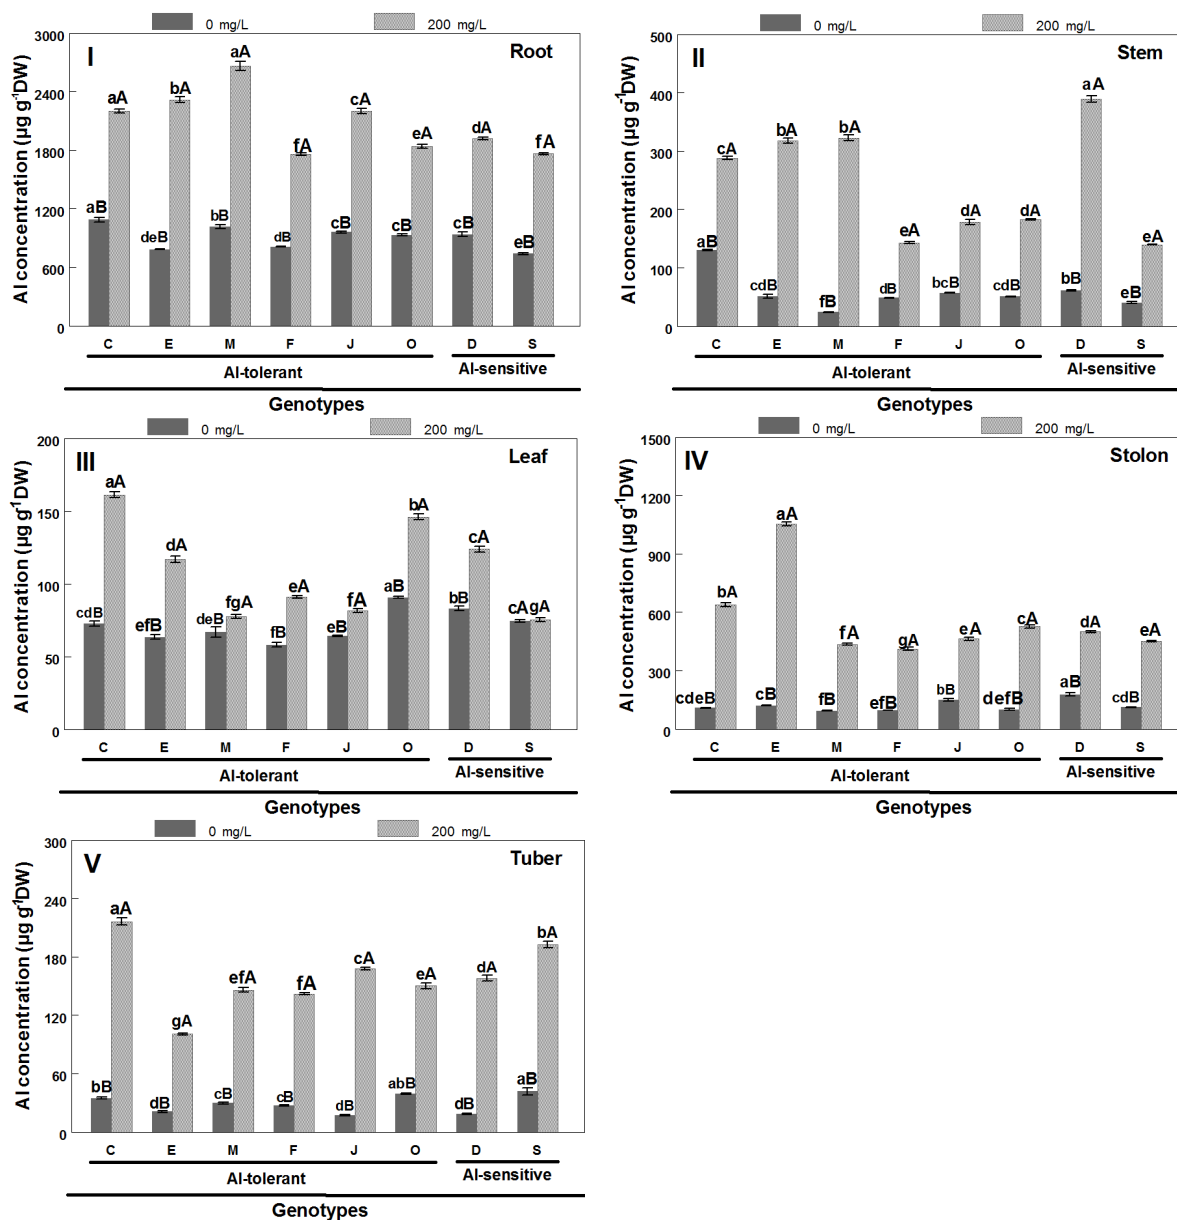 0 mg/L 200 mg/L
0 mg/L 200 mg/L
I Root
3000
2400
1800
1200
600
0
Al concentration (µg g-1DW)
aB aA deB bA bB aA dB fA cB cA cB eA cB dA eB fA
C E M F J O D S
Al-tolerant Al-sensitive
Genotypes
II Stem
500
400
300
200
100
0
Al concentration (µg g-1DW)
aB cA cdB bA fB bA dB eA bcB dA cdB dA bB aA eB eA
C E M F J O D S
Al-tolerant Al-sensitive
Genotypes
0 mg/L 200 mg/L
0 mg/L 200 mg/L
III Leaf
200
150
100
50
0
Al concentration (µg g-1DW)
cdB aA efB dA deB fgA fB eA eB fA aB bA bB cA cA gA
C E M F J O D S
Al-tolerant Al-sensitive
Genotypes
IV Stolon
1500
1200
900
600
300
0
Al concentration (µg g-1DW)
cdeB bA cB aA fB fA efB gA bB eA defB cA aB dA cdB eA
C E M F J O D S
Al-tolerant Al-sensitive
Genotypes
0 mg/L 200 mg/L
V Tuber
300
240
180
120
60
0
Al concentration (µg g-1DW)
bB aA dB gA cB efA cB fA dB cA abB eA dB dA aB bA
C E M F J O D S
Al-tolerant Al-sensitive
Genotypes